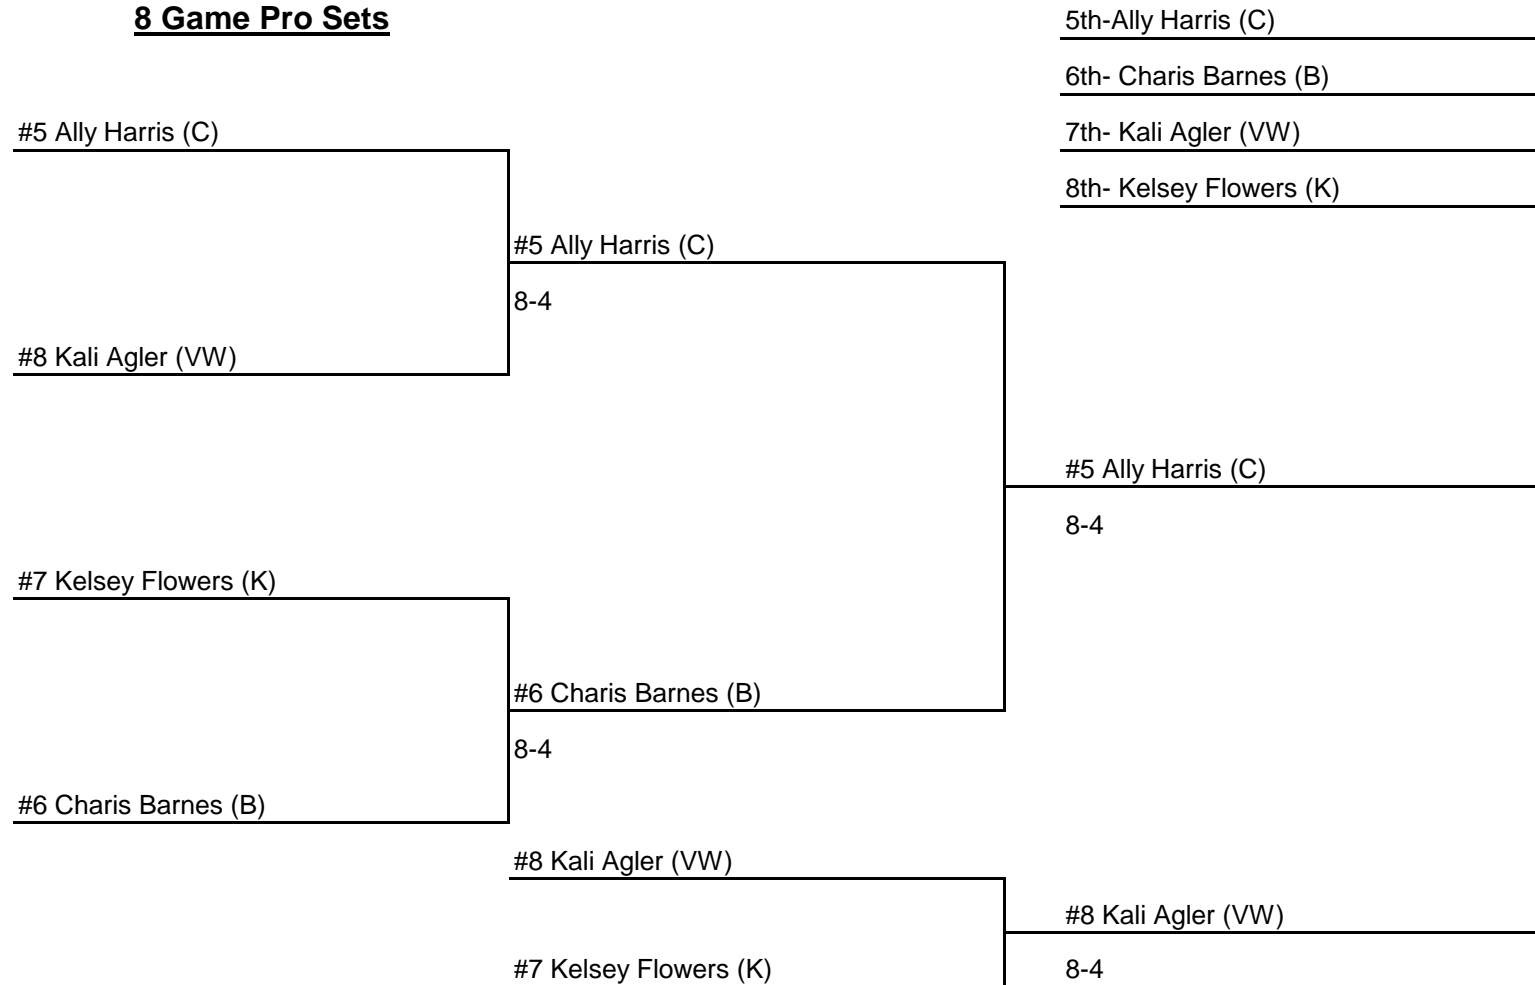 8 Game Pro Sets
5th-Ally Harris (C)
6th- Charis Barnes (B)
#5 Ally Harris (C)
7th- Kali Agler (VW)
8th- Kelsey Flowers (K)
#5 Ally Harris (C)
8-4
#8 Kali Agler (VW)
#5 Ally Harris (C)
8-4
#7 Kelsey Flowers (K)
#6 Charis Barnes (B)
8-4
#6 Charis Barnes (B)
#8 Kali Agler (VW)
#8 Kali Agler (VW)
#7 Kelsey Flowers (K)
8-4